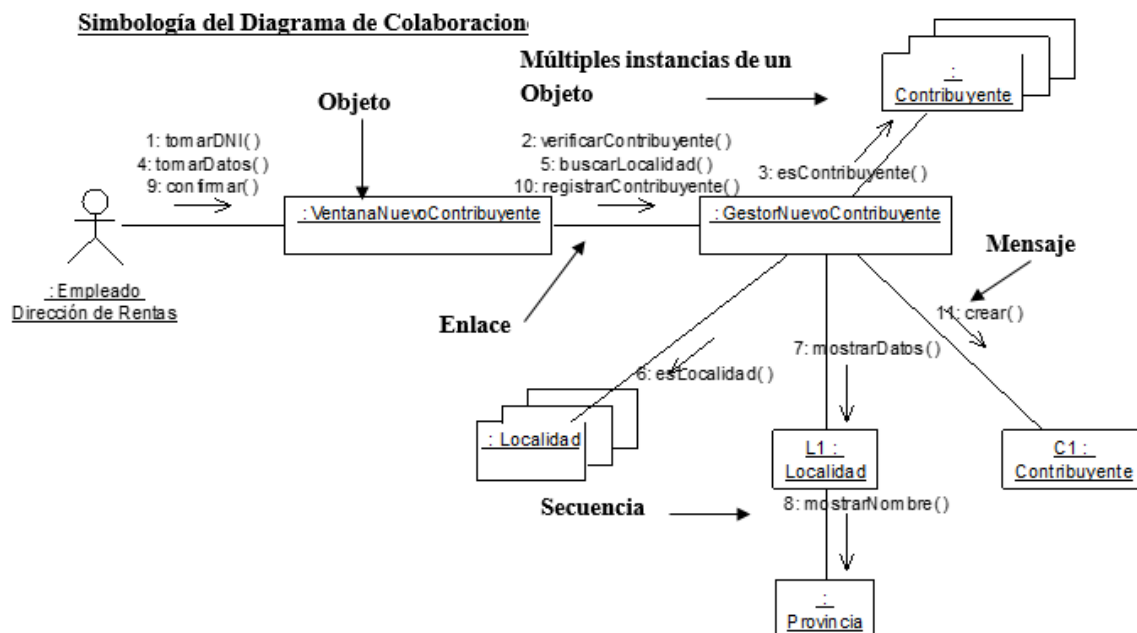 Simbología del Diagrama de Colaboracion
Múltiples instancias de un
Objeto
:
Contribuyente
Objeto
1: tomarDNI()
4: tomarDatos()
9: confirmar()
2: verificarContribuyente()
5: buscarLocalidad()
10: registrarContribuyente()
3: esContribuyente()
: VentanaNuevoContribuyente
: GestorNuevoContribuyente
: Empleado
Dirección de Rentas
Enlace
Mensaje
11: crear()
7: mostrarDatos()
6: esLocalidad()
: Localidad
L1 :
Localidad
C1 :
Contribuyente
Secuencia
8: mostrarNombre()
:
Provincia